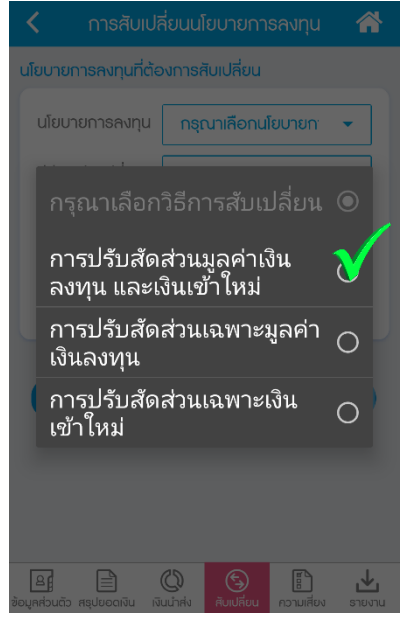 การสับเปลี่ยนนโยบายการลงทุน
นโยบายการลงทุนที่ต้องการสับเปลี่ยน
นโยบายการลงทุน กรุณาเลือกนโยบายกา
กรุณาเลือกวิธีการสับเปลี่ยน
การปรับสัดส่วนมูลค่าเงิน
ลงทุน และเงินเข้าใหม่
การปรับสัดส่วนเฉพาะมูลค่า
เงินลงทุน
การปรับสัดส่วนเฉพาะเงิน
เข้าใหม่
ข้อมูลส่วนตัว สรุปยอดเงิน เงินนำส่ง สับเปลี่ยน ความเสี่ยง รายงาน